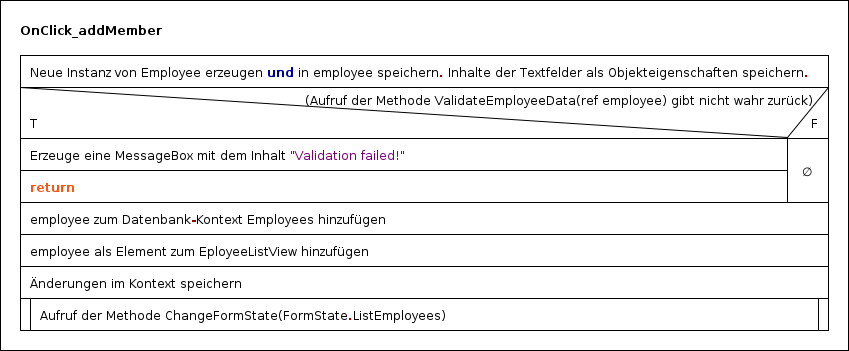 OnClick_addMember
Neue Instanz von Employee erzeugen und in employee speichern. Inhalte der Textfelder als Objekteigenschaften speichern.
(Aufruf der Methode ValidateEmployeeData(ref employee) gibt nicht wahr zurück)
T F
Erzeuge eine MessageBox mit dem Inhalt "Validation failed!"
∅
return
employee zum Datenbank-Kontext Employees hinzufügen
employee als Element zum EployeeListView hinzufügen
Änderungen im Kontext speichern
Aufruf der Methode ChangeFormState(FormState.ListEmployees)